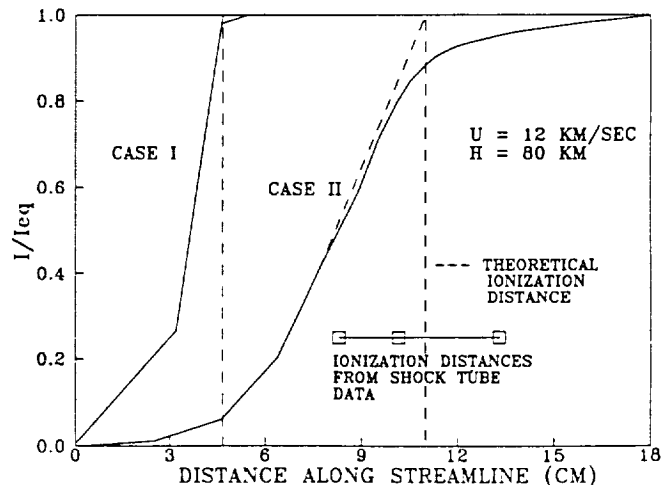 1.0
0.8
0.6
0.4
0.2
0.0
I/Ieq
CASE I
CASE II
U = 12 KM/SEC
H = 80 KM
--- THEORETICAL
IONIZATION
DISTANCE
IONIZATION DISTANCES
FROM SHOCK TUBE
DATA
0 3 6 9 12 15 18
DISTANCE ALONG STREAMLINE (CM)